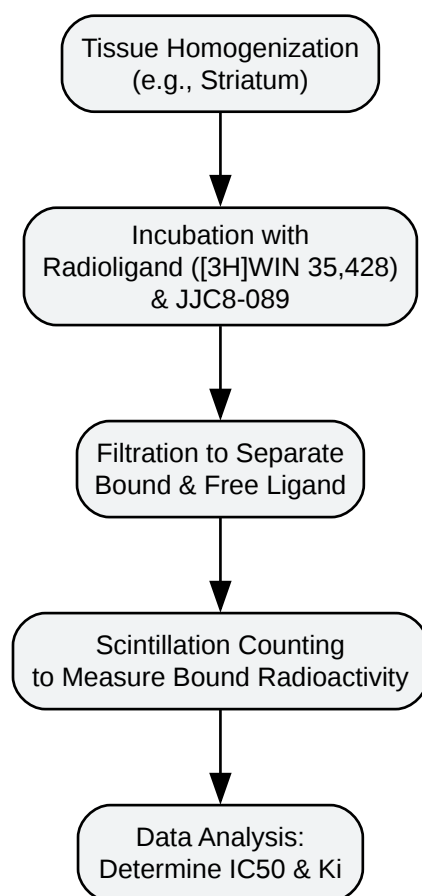 Tissue Homogenization
(e.g., Striatum)
Incubation with
Radioligand ([3H]WIN 35,428)
& JJC8-089
Filtration to Separate
Bound & Free Ligand
Scintillation Counting
to Measure Bound Radioactivity
Data Analysis:
Determine IC50 & Ki